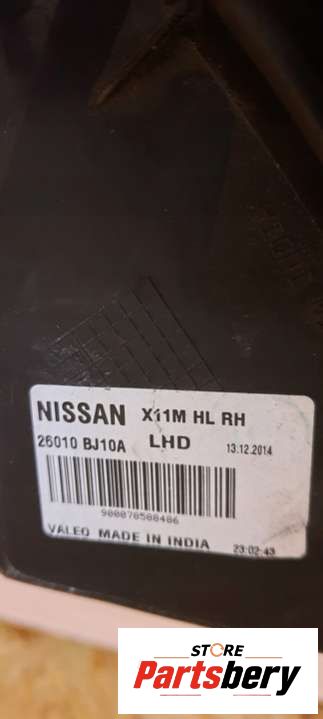 NISSAN X11M HL RH
26010 BJ10A LHD 13.12.2014
900078588486
VALEO MADE IN INDIA 23:02:43
STORE
Partsbery